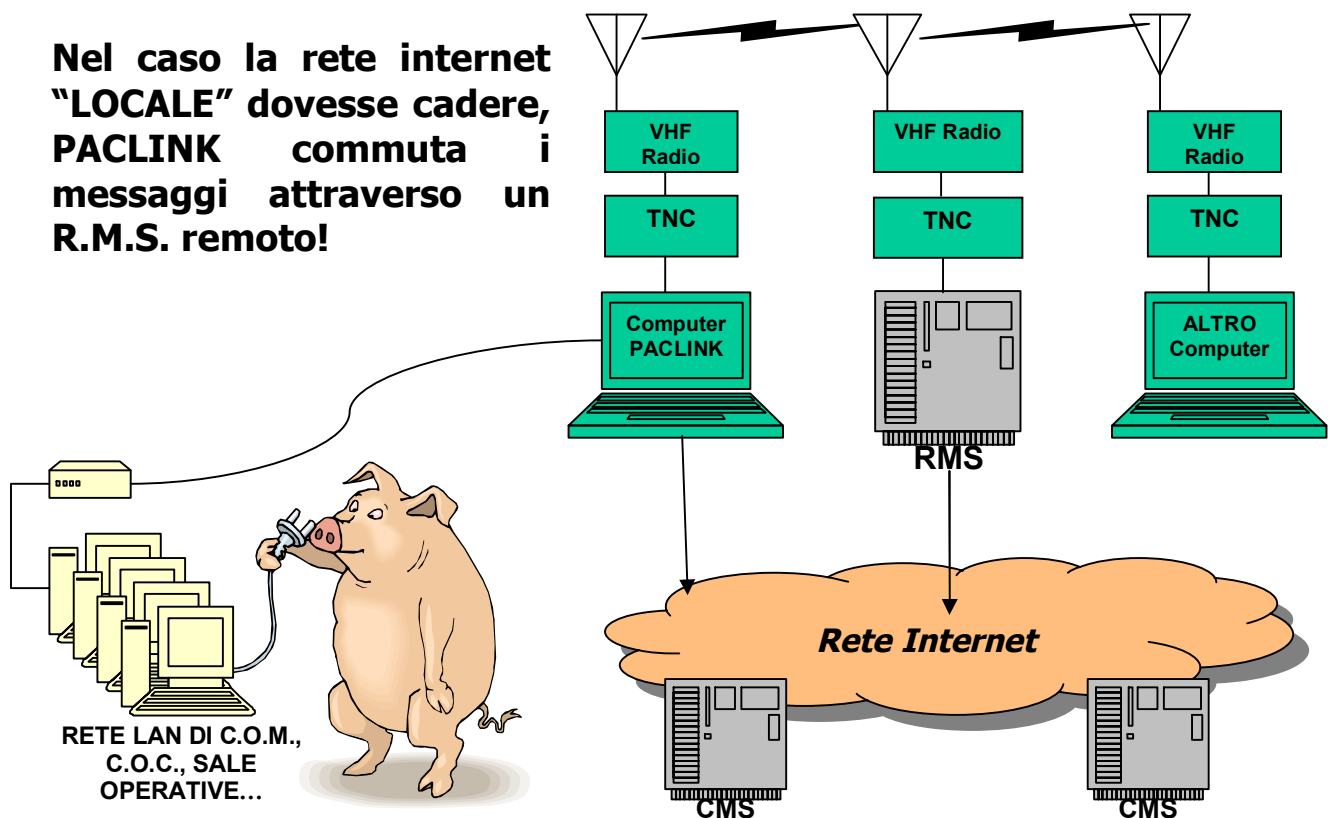 Nel caso la rete internet
“LOCALE” dovesse cadere,
PACLINK commuta i
messaggi attraverso un
R.M.S. remoto!
VHF
Radio
VHF Radio
VHF
Radio
TNC
TNC
TNC
Computer
PACLINK
ALTRO
Computer
RMS
Rete Internet
RETE LAN DI C.O.M.,
C.O.C., SALE
OPERATIVE…
CMS
CMS